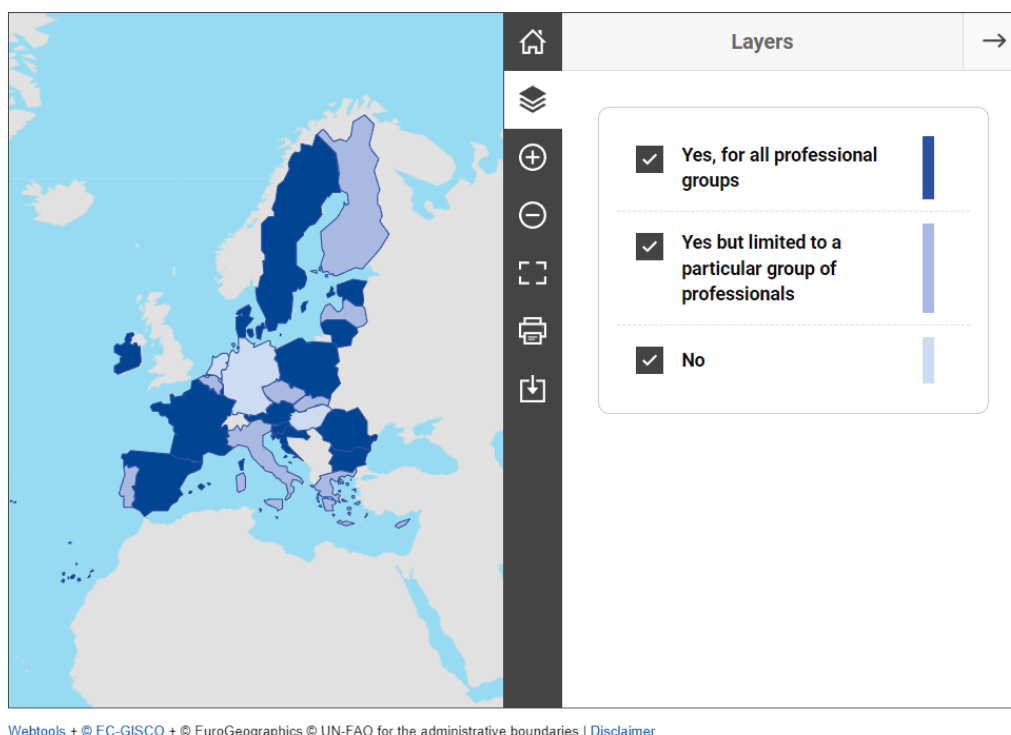 Layers
Yes, for all professional
groups
Yes but limited to a
particular group of
professionals
No
Webtools + © EC-GISCO + © EuroGeographics © UN-FAO for the administrative boundaries | Disclaimer